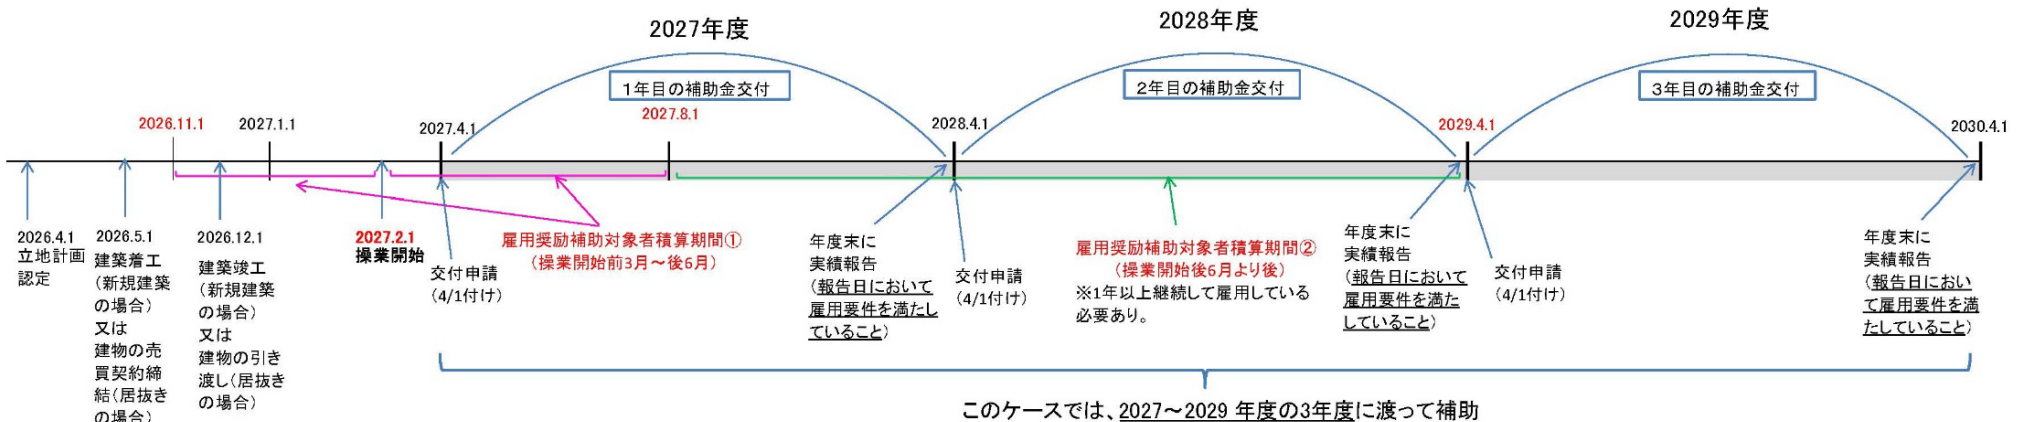 2027年度
2028年度
2029年度
1年目の補助金交付
2年目の補助金交付
3年目の補助金交付
2026.11.1
2027.1.1
2027.4.1
2027.8.1
2028.4.1
2029.4.1
2030.4.1
2026.4.1
立地計画
認定
2026.5.1
建築着工
(新規建築
の場合)
又は
建物の売
買契約締
結(居抜き
の場合)
2026.12.1
建築竣工
(新規建築
の場合)
又は
建物の引き
渡し(居抜き
の場合)
2027.2.1
操業開始
交付申請
(4/1付け)
雇用奨励補助対象者積算期間①
(操業開始前3月～後6月)
年度末に
実績報告
(報告日において
雇用要件を満たし
ていること)
交付申請
(4/1付け)
雇用奨励補助対象者積算期間②
(操業開始後6月より後)
※1年以上継続して雇用している
必要あり。
年度末に
実績報告
(報告日において
雇用要件を満た
していること)
交付申請
(4/1付け)
年度末に
実績報告
(報告日におい
て雇用要件を満
たしていること)
このケースでは、2027～2029 年度の3年度に渡って補助